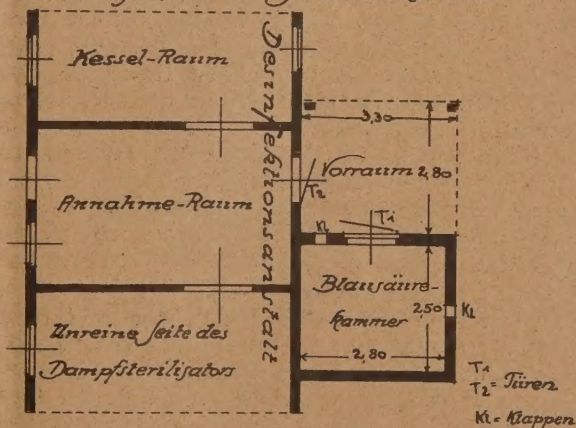 Kessel-Raum
Desinfektionsanstalt
3,30
Vorraum 2,80
T2
Annahme-Raum
Kl
T1
Blausäure-
kammer
2,50
Kl
2,80
Unreine Seite des
Dampfsterilisators
T1
T2 = Türen
Kl = Klappen